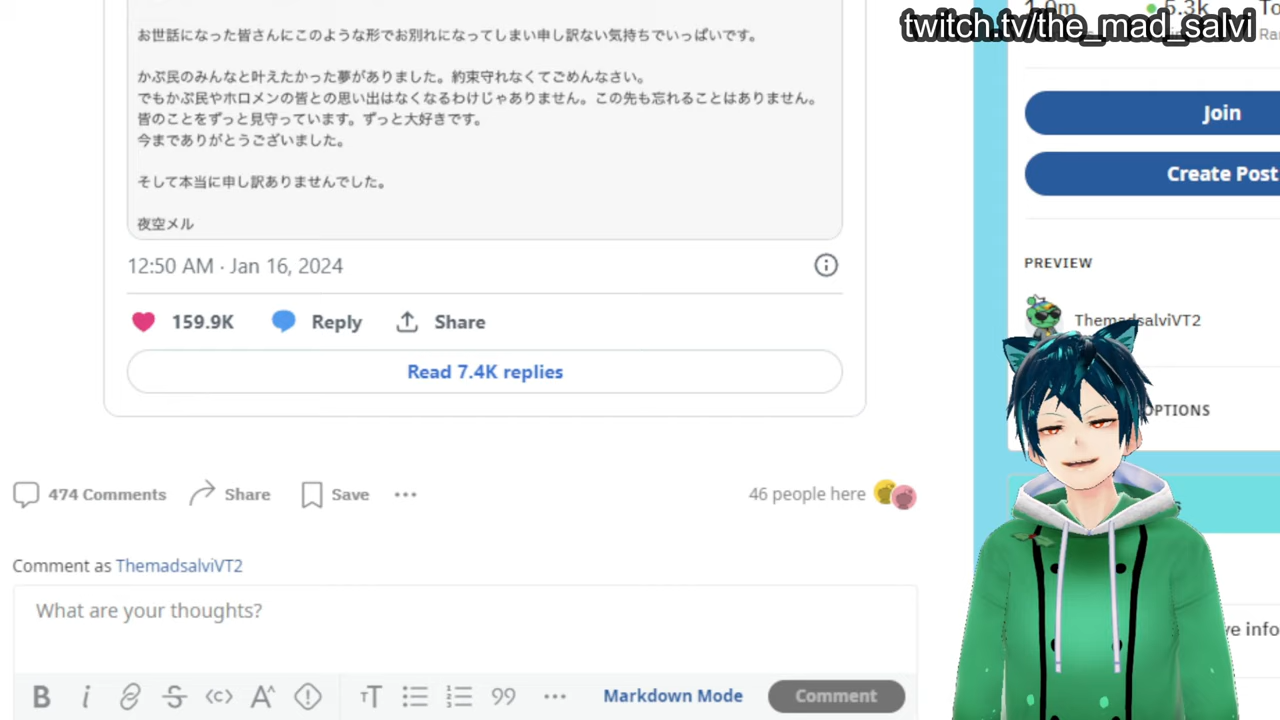 1.0m
5.3k
twitch.tv/the_mad_salvi
お世話になった皆さんにこのような形でお別れになってしまい申し訳ない気持ちでいっぱいです。
かぷ民のみんなと叶えたかった夢がありました。約束守れなくてごめんなさい。
でもかぷ民やホロメンの皆との思い出はなくなるわけじゃありません。この先も忘れることはありません。
皆のことをずっと見守っています。ずっと大好きです。
今までありがとうございました。
そして本当に申し訳ありませんでした。
夜空メル
12:50 AM · Jan 16, 2024
159.9K Reply Share
Read 7.4K replies
474 Comments Share Save
46 people here
Comment as ThemadsalviVT2
What are your thoughts?
Markdown Mode Comment
Join
Create Post
PREVIEW
ThemadsalviVT2
OPTIONS